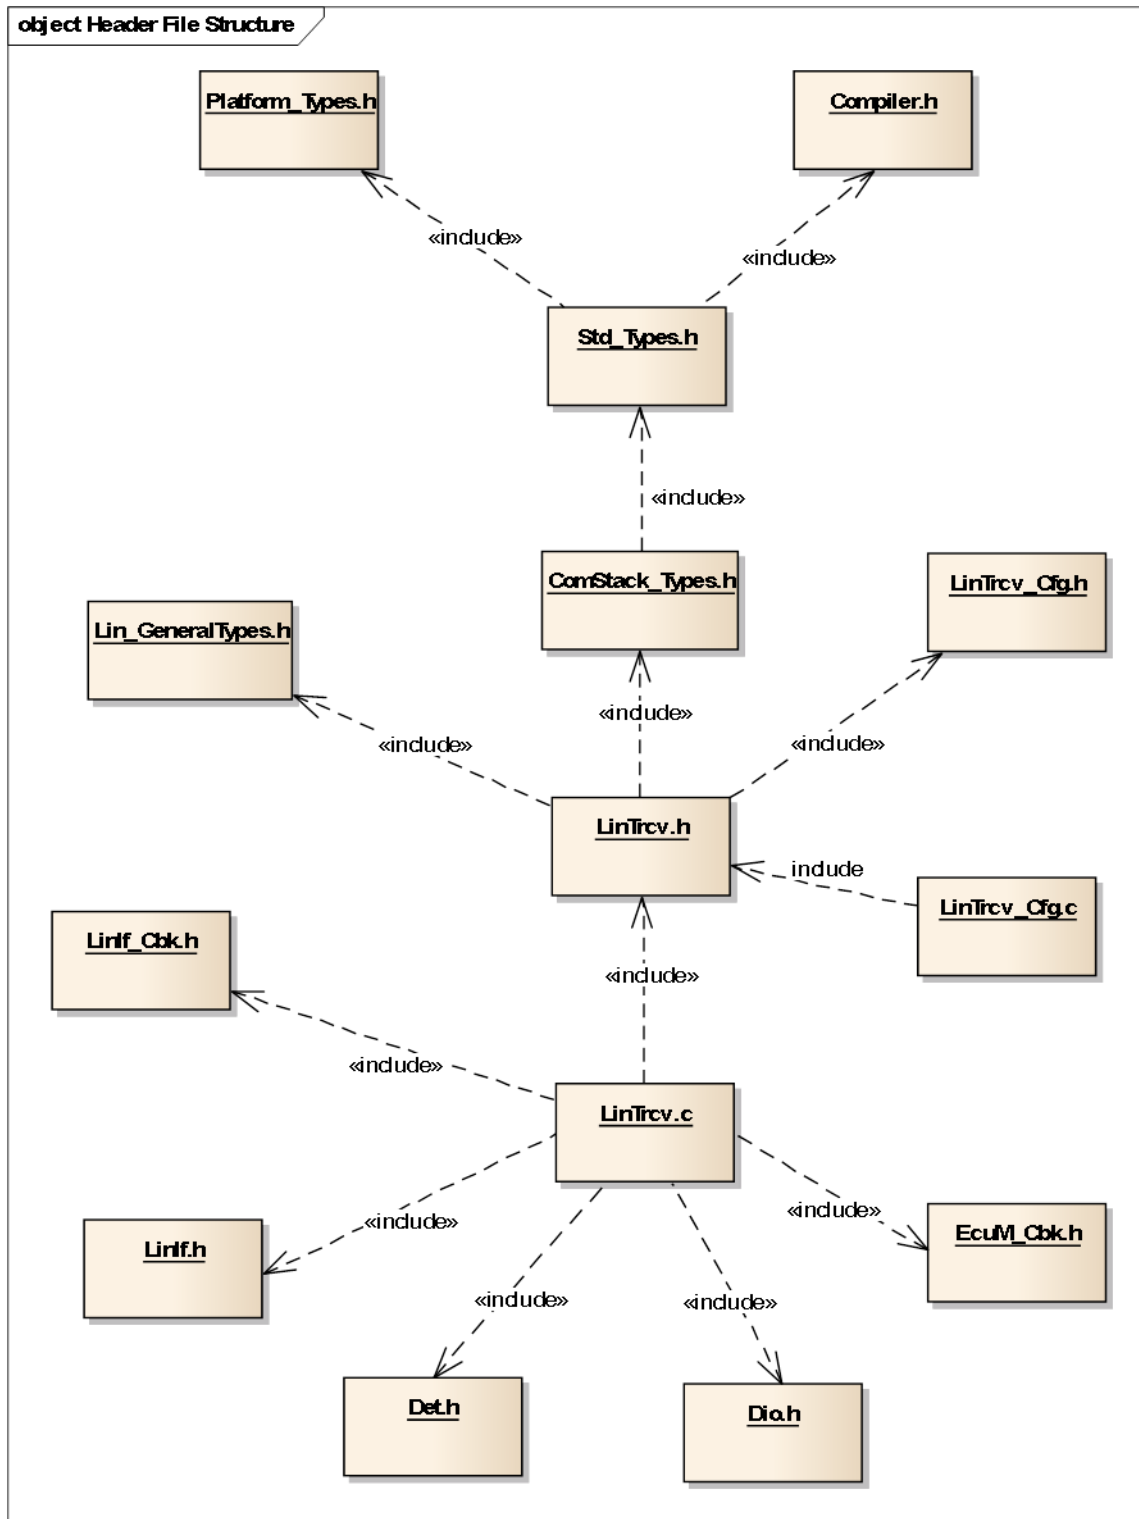 object Header File Structure
Platform_Types.h
Compiler.h
«include»
«include»
Std_Types.h
«include»
ComStack_Types.h
LinTrcv_Cfg.h
Lin_GeneralTypes.h
«include»
«include»
«include»
LinTrcv.h
include
LinTrcv_Cfg.c
LinIf_Cbk.h
«include»
«include»
LinTrcv.c
«include»
«include»
LinIf.h
EcuM_Cbk.h
«include»
«include»
Det.h
Dio.h